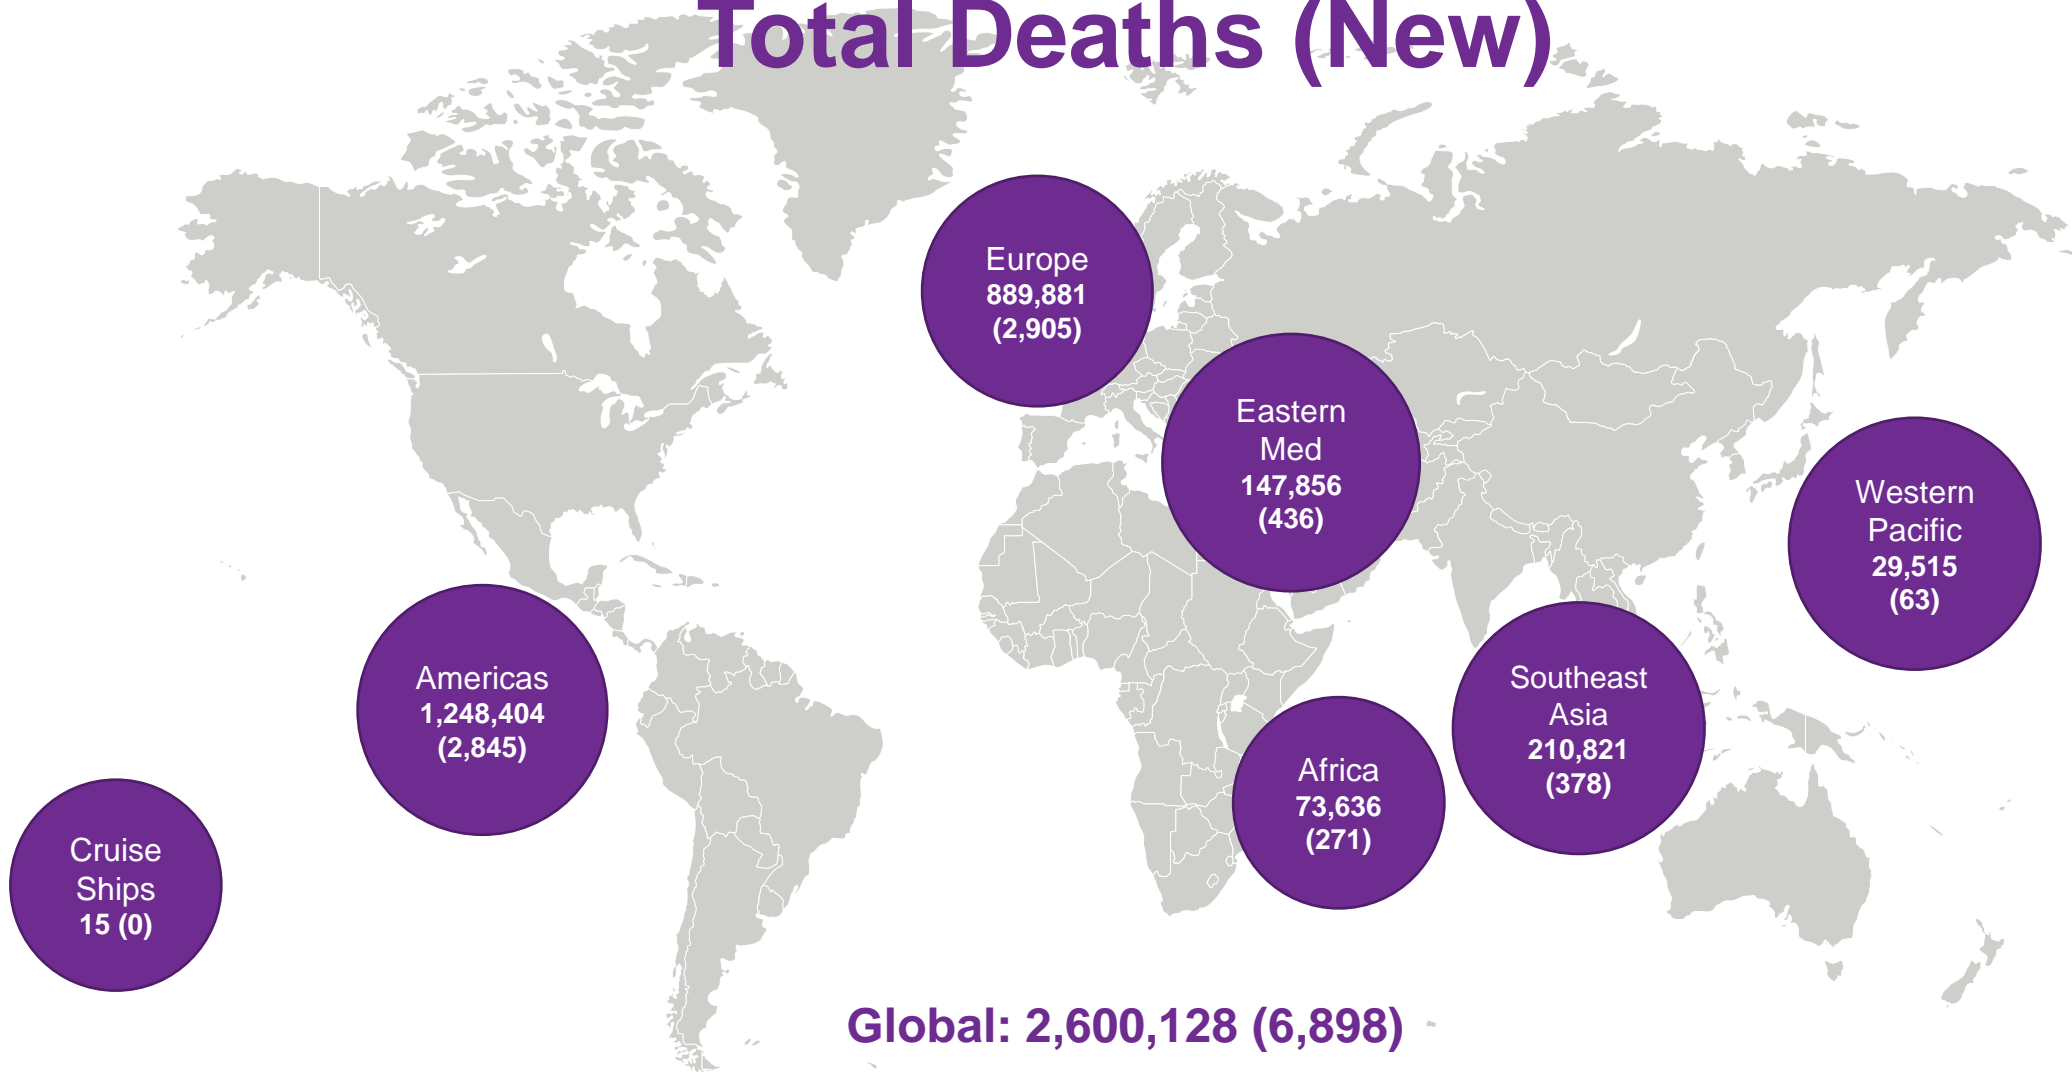 Total Deaths (New)
Europe
889,881
(2,905)
Eastern
Med
147,856
(436)
Western
Pacific
29,515
(63)
Americas
1,248,404
(2,845)
Southeast
Asia
210,821
(378)
Africa
73,636
(271)
Cruise
Ships
15 (0)
Global: 2,600,128 (6,898)